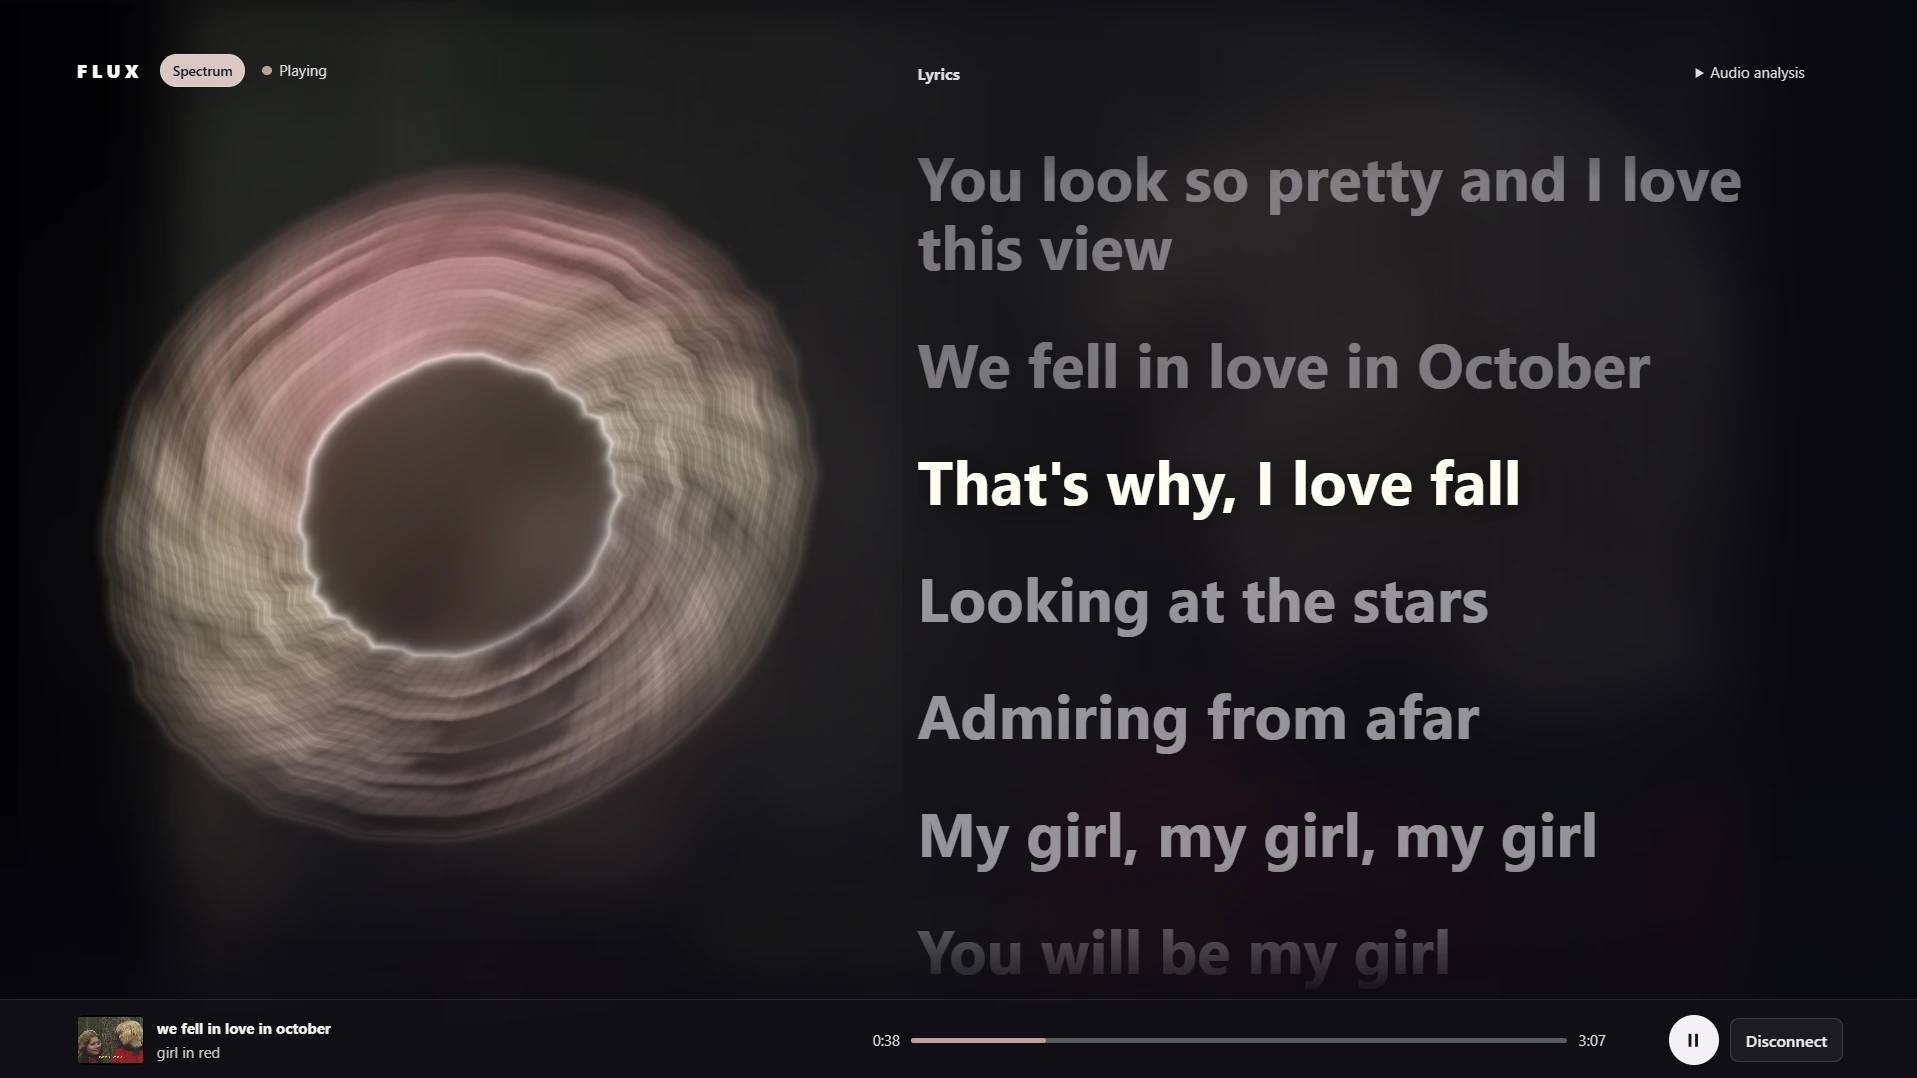 FLUX
Spectrum
Playing
Lyrics
Audio analysis
You look so pretty and I love
this view
We fell in love in October
That's why, I love fall
Looking at the stars
Admiring from afar
My girl, my girl, my girl
You will be my girl
we fell in love in october
girl in red
0:38
3:07
Disconnect